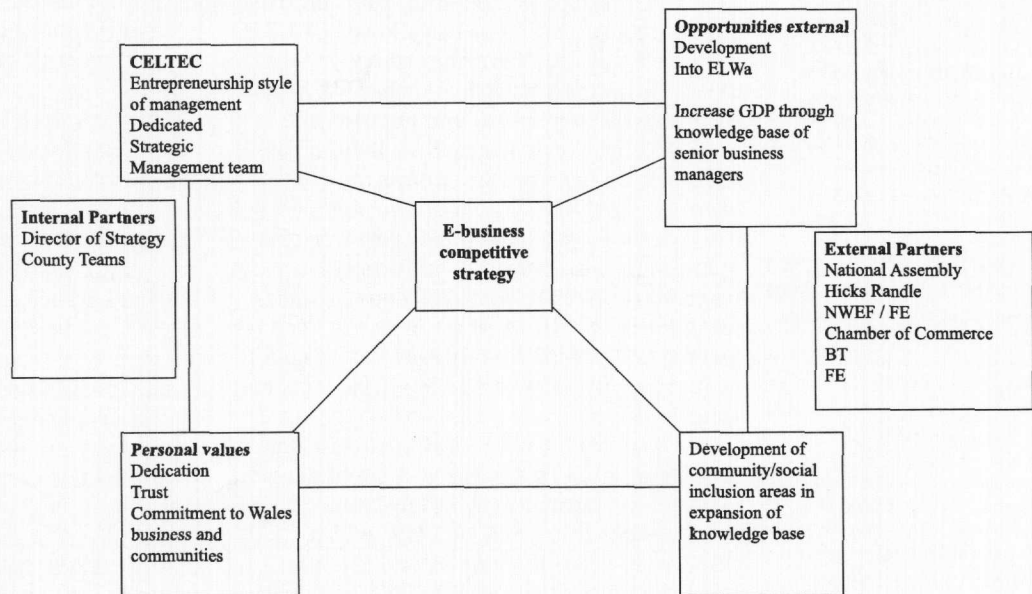 CELTEC
Entrepreneurship style
of management
Dedicated
Strategic
Management team
Opportunities external
Development
Into ELWa
Increase GDP through
knowledge base of
senior business
managers
Internal Partners
Director of Strategy
County Teams
E-business
competitive
strategy
External Partners
National Assembly
Hicks Randle
NWEF / FE
Chamber of Commerce
BT
FE
Personal values
Dedication
Trust
Commitment to Wales
business and
communities
Development of
community/social
inclusion areas in
expansion of
knowledge base